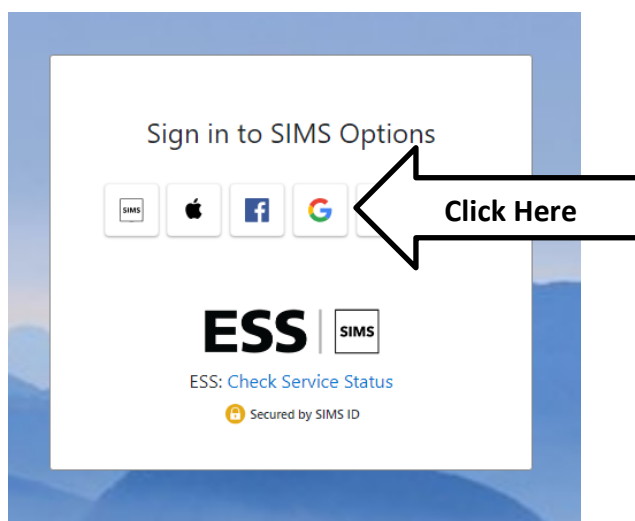 Sign in to SIMS Options
SIMS
Click Here
ESS SIMS
ESS: Check Service Status
Secured by SIMS ID